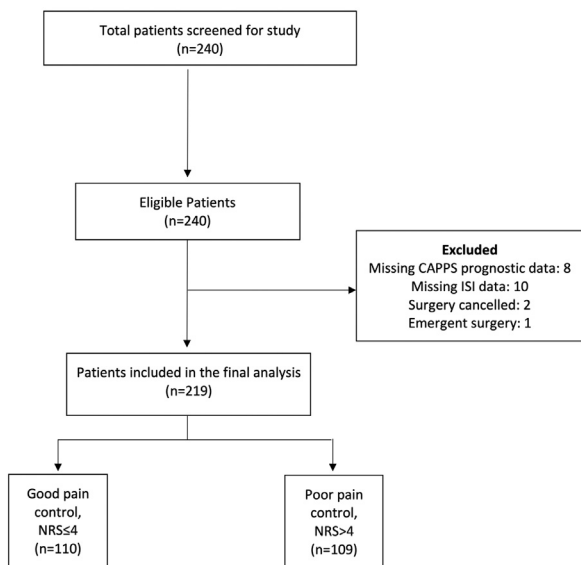 Total patients screened for study
(n=240)
Eligible Patients
(n=240)
Excluded
Missing CAPPS prognostic data: 8
Missing ISI data: 10
Surgery cancelled: 2
Emergent surgery: 1
Patients included in the final analysis
(n=219)
Good pain
control,
NRS≤4
(n=110)
Poor pain
control,
NRS>4
(n=109)